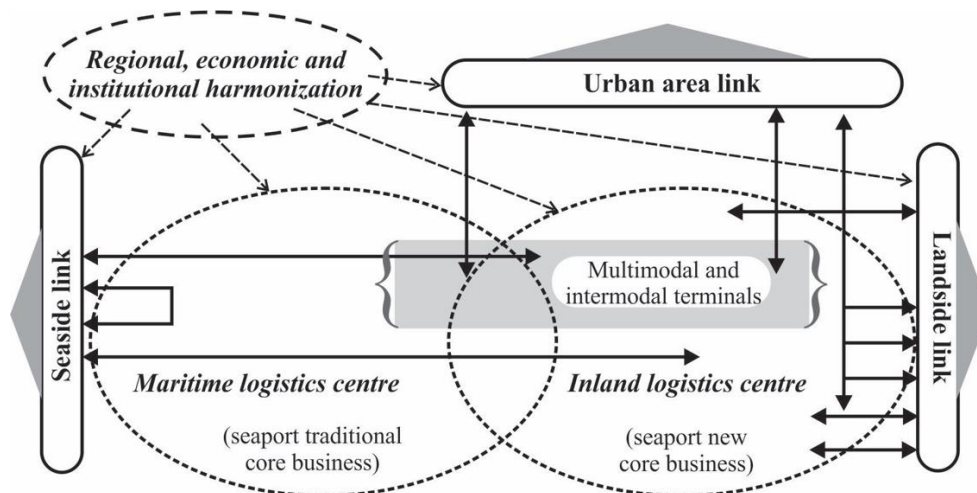 Regional, economic and
institutional harmonization
Urban area link
Seaside link
Landside link
Multimodal and
intermodal terminals
Maritime logistics centre
Inland logistics centre
(seaport traditional
core business)
(seaport new
core business)